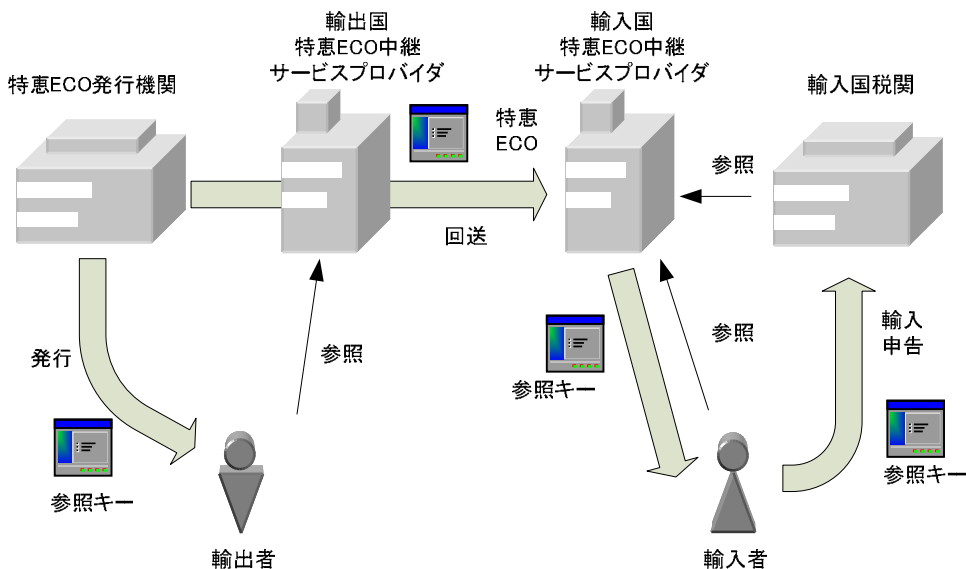 特恵ECO発行機関
輸出国
特恵ECO中継
サービスプロバイダ
輸入国
特恵ECO中継
サービスプロバイダ
輸入国税関
特恵
ECO
回送
参照
発行
参照キー
参照
参照キー
参照
輸入
申告
参照キー
輸出者
輸入者